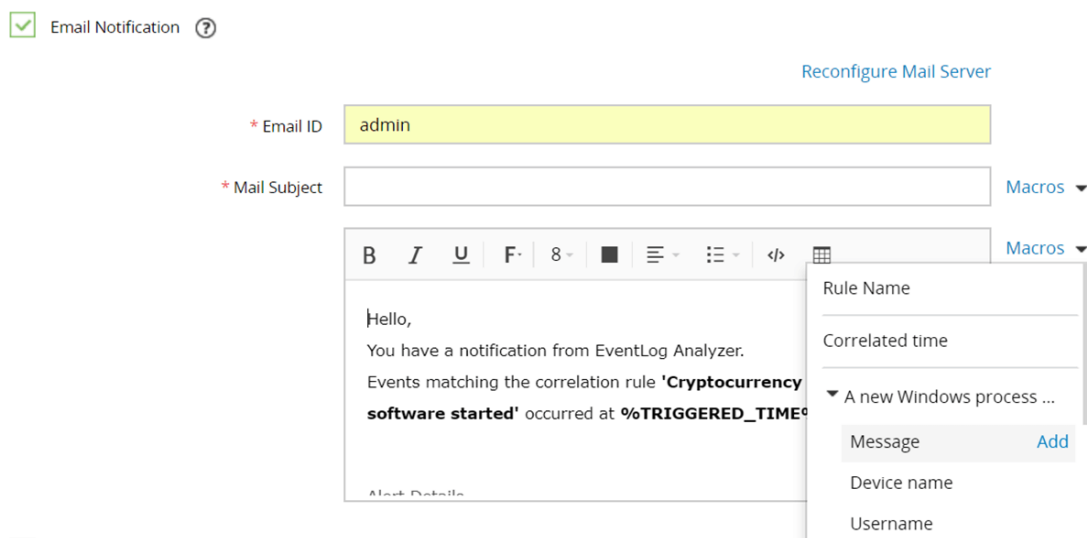 Email Notification ?
Reconfigure Mail Server
* Email ID
admin
* Mail Subject
Macros
B I U F 8 </>
Macros
Hello,
You have a notification from EventLog Analyzer.
Events matching the correlation rule 'Cryptocurrency
software started' occurred at %TRIGGERED_TIME%
Alert Details
Rule Name
Correlated time
A new Windows process ...
Message Add
Device name
Username